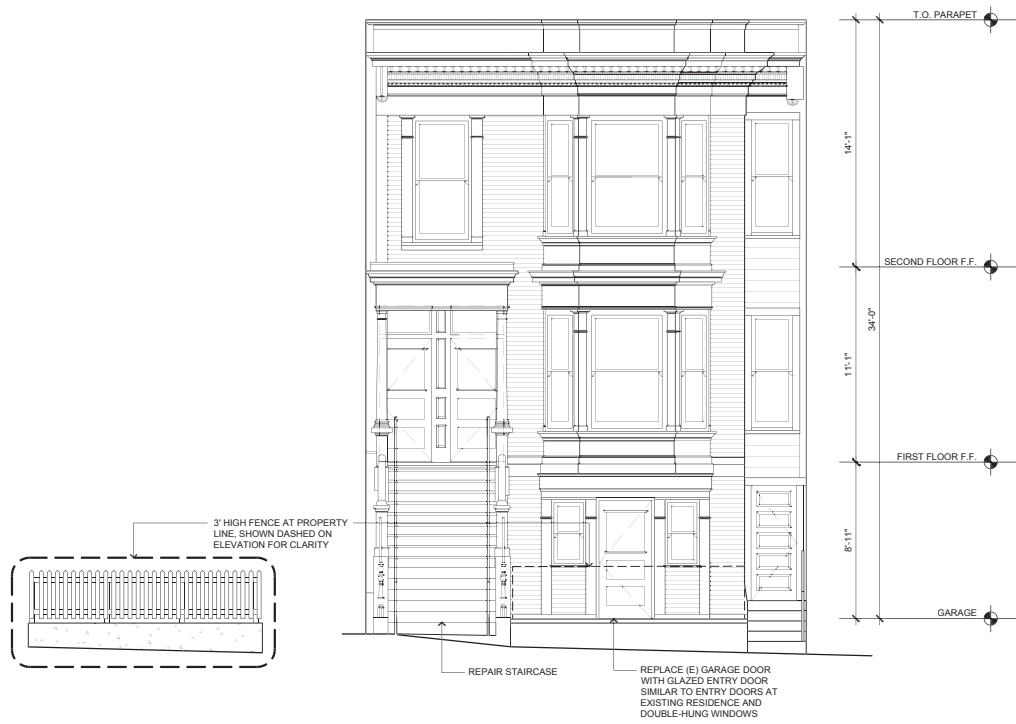 T.O. PARAPET
14'-1"
SECOND FLOOR F.F.
34'-0"
11'-1"
FIRST FLOOR F.F.
8'-11"
GARAGE
3' HIGH FENCE AT PROPERTY
LINE, SHOWN DASHED ON
ELEVATION FOR CLARITY
REPAIR STAIRCASE
REPLACE (E) GARAGE DOOR
WITH GLAZED ENTRY DOOR
SIMILAR TO ENTRY DOORS AT
EXISTING RESIDENCE AND
DOUBLE-HUNG WINDOWS